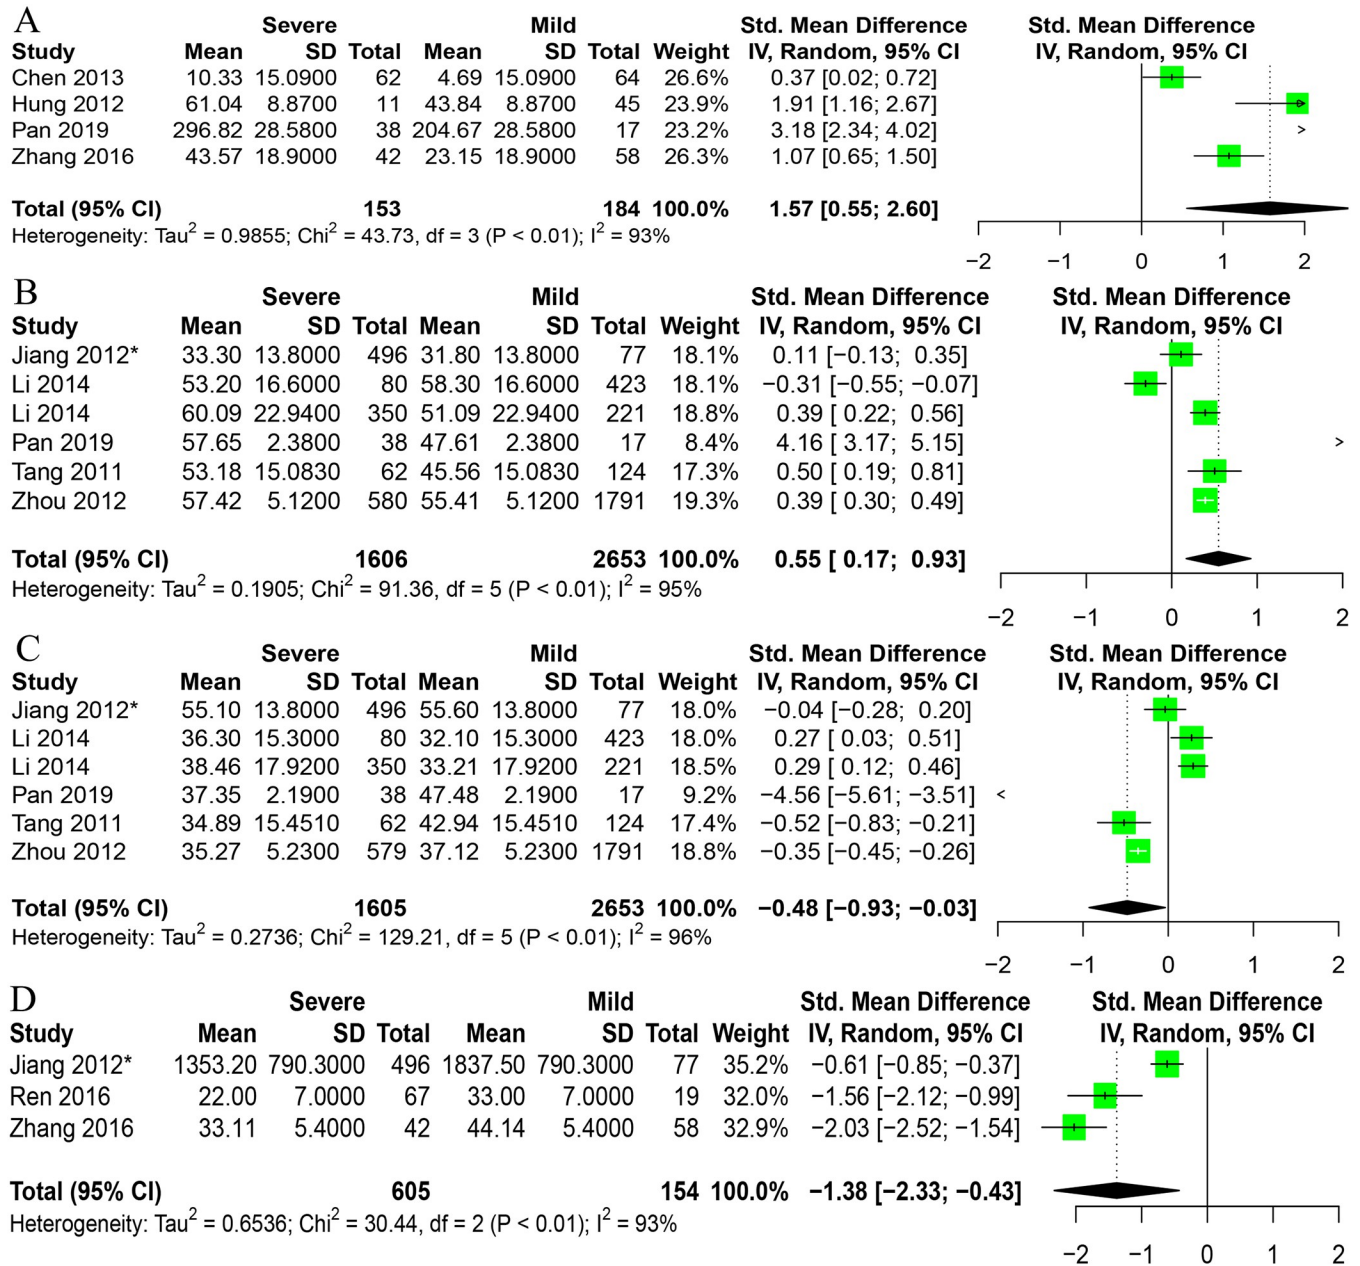 A
Severe Mild Std. Mean Difference Std. Mean Difference
Study Mean SD Total Mean SD Total Weight IV, Random, 95% CI IV, Random, 95% CI
Chen 2013 10.33 15.0900 62 4.69 15.0900 64 26.6% 0.37 [0.02; 0.72]
Hung 2012 61.04 8.8700 11 43.84 8.8700 45 23.9% 1.91 [1.16; 2.67]
Pan 2019 296.82 28.5800 38 204.67 28.5800 17 23.2% 3.18 [2.34; 4.02]
Zhang 2016 43.57 18.9000 42 23.15 18.9000 58 26.3% 1.07 [0.65; 1.50]
Total (95% CI) 153 184 100.0% 1.57 [0.55; 2.60]
Heterogeneity: Tau² = 0.9855; Chi² = 43.73, df = 3 (P < 0.01); I² = 93%
−2 −1 0 1 2
B
Severe Mild Std. Mean Difference Std. Mean Difference
Study Mean SD Total Mean SD Total Weight IV, Random, 95% CI IV, Random, 95% CI
Jiang 2012* 33.30 13.8000 496 31.80 13.8000 77 18.1% 0.11 [−0.13; 0.35]
Li 2014 53.20 16.6000 80 58.30 16.6000 423 18.1% −0.31 [−0.55; −0.07]
Li 2014 60.09 22.9400 350 51.09 22.9400 221 18.8% 0.39 [ 0.22; 0.56]
Pan 2019 57.65 2.3800 38 47.61 2.3800 17 8.4% 4.16 [ 3.17; 5.15]
Tang 2011 53.18 15.0830 62 45.56 15.0830 124 17.3% 0.50 [ 0.19; 0.81]
Zhou 2012 57.42 5.1200 580 55.41 5.1200 1791 19.3% 0.39 [ 0.30; 0.49]
Total (95% CI) 1606 2653 100.0% 0.55 [ 0.17; 0.93]
Heterogeneity: Tau² = 0.1905; Chi² = 91.36, df = 5 (P < 0.01); I² = 95%
−2 −1 0 1 2
C
Severe Mild Std. Mean Difference Std. Mean Difference
Study Mean SD Total Mean SD Total Weight IV, Random, 95% CI IV, Random, 95% CI
Jiang 2012* 55.10 13.8000 496 55.60 13.8000 77 18.0% −0.04 [−0.28; 0.20]
Li 2014 36.30 15.3000 80 32.10 15.3000 423 18.0% 0.27 [ 0.03; 0.51]
Li 2014 38.46 17.9200 350 33.21 17.9200 221 18.5% 0.29 [ 0.12; 0.46]
Pan 2019 37.35 2.1900 38 47.48 2.1900 17 9.2% −4.56 [−5.61; −3.51]
Tang 2011 34.89 15.4510 62 42.94 15.4510 124 17.4% −0.52 [−0.83; −0.21]
Zhou 2012 35.27 5.2300 579 37.12 5.2300 1791 18.8% −0.35 [−0.45; −0.26]
Total (95% CI) 1605 2653 100.0% −0.48 [−0.93; −0.03]
Heterogeneity: Tau² = 0.2736; Chi² = 129.21, df = 5 (P < 0.01); I² = 96%
−2 −1 0 1 2
D
Severe Mild Std. Mean Difference Std. Mean Difference
Study Mean SD Total Mean SD Total Weight IV, Random, 95% CI IV, Random, 95% CI
Jiang 2012* 1353.20 790.3000 496 1837.50 790.3000 77 35.2% −0.61 [−0.85; −0.37]
Ren 2016 22.00 7.0000 67 33.00 7.0000 19 32.0% −1.56 [−2.12; −0.99]
Zhang 2016 33.11 5.4000 42 44.14 5.4000 58 32.9% −2.03 [−2.52; −1.54]
Total (95% CI) 605 154 100.0% −1.38 [−2.33; −0.43]
Heterogeneity: Tau² = 0.6536; Chi² = 30.44, df = 2 (P < 0.01); I² = 93%
−2 −1 0 1 2